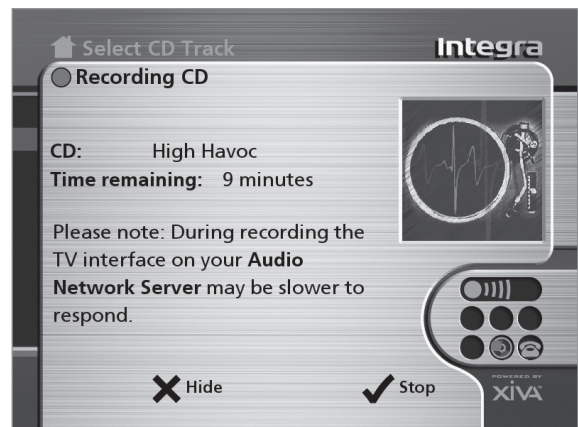 Select CD Track
Integra
Recording CD
CD: High Havoc
Time remaining: 9 minutes
Please note: During recording the
TV interface on your Audio
Network Server may be slower to
respond.
Hide
Stop
POWERED BY
XiVA